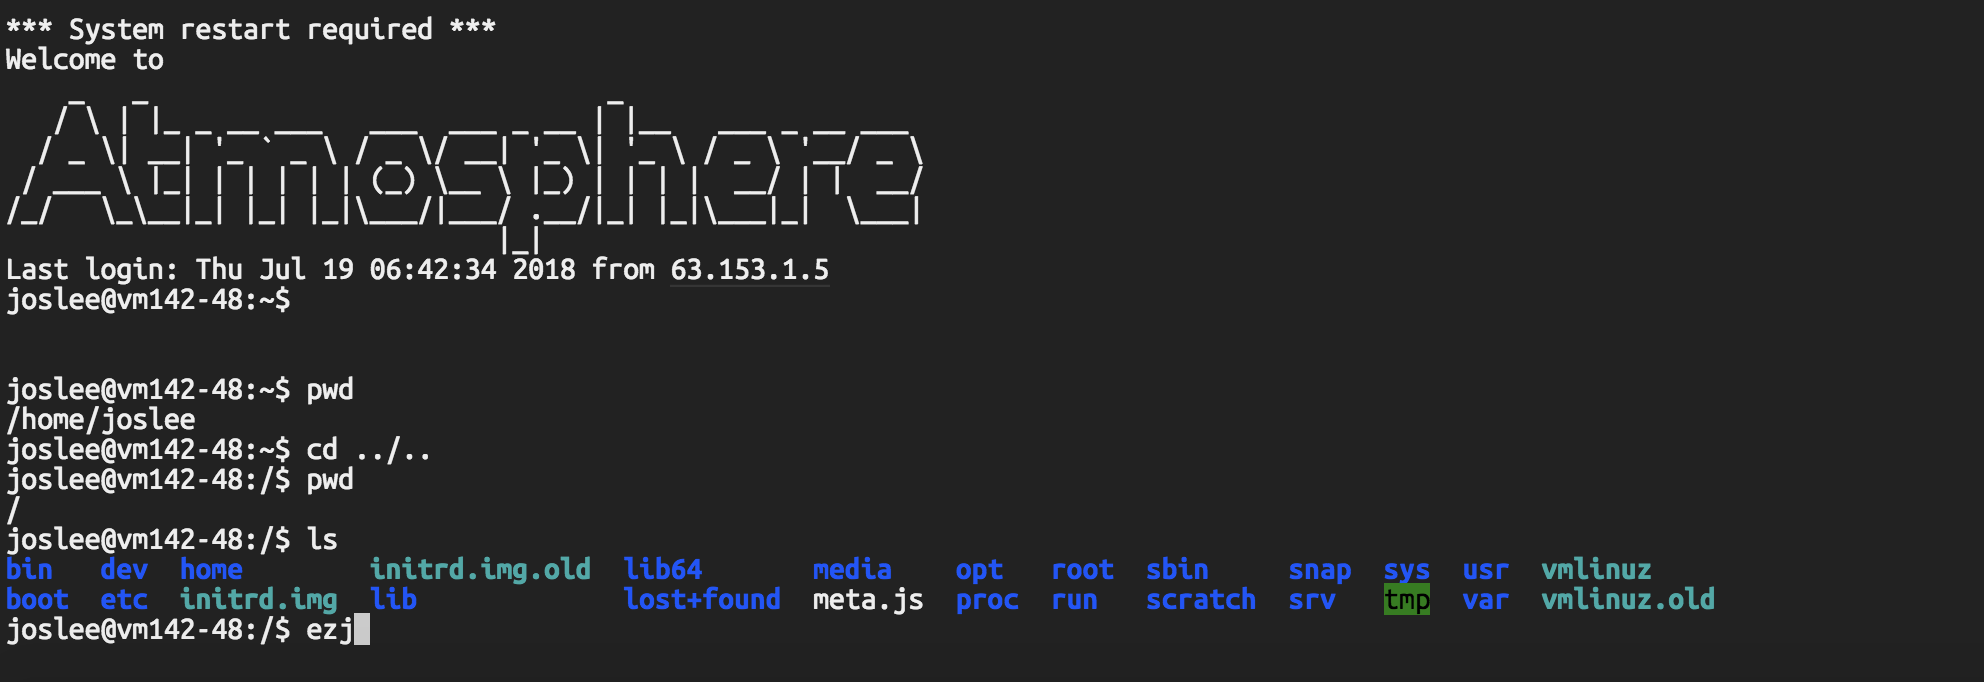 *** System restart required ***
Welcome to
Atmosphere
Last login: Thu Jul 19 06:42:34 2018 from 63.153.1.5
joslee@vm142-48:~$
joslee@vm142-48:~$ pwd
/home/joslee
joslee@vm142-48:~$ cd ../..
joslee@vm142-48:/$ pwd
/
joslee@vm142-48:/$ ls
bin dev home initrd.img.old lib64 media opt root sbin snap sys usr vmlinuz
boot etc initrd.img lib lost+found meta.js proc run scratch srv tmp var vmlinuz.old
joslee@vm142-48:/$ ezj